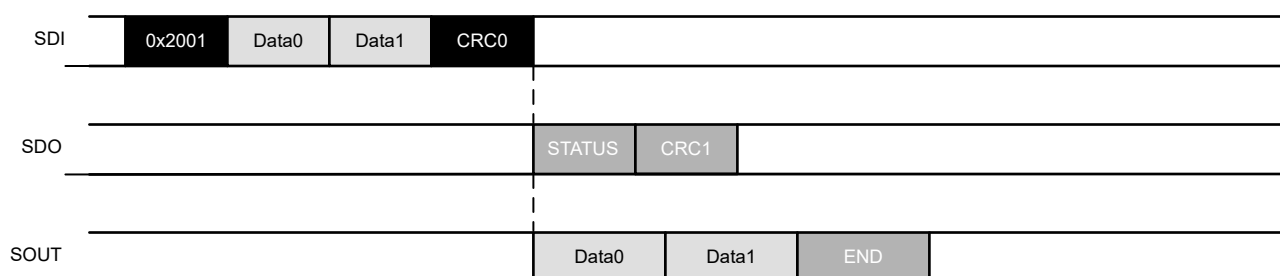 SDI 0x2001 Data0 Data1 CRC0
SDO STATUS CRC1
SOUT Data0 Data1 END